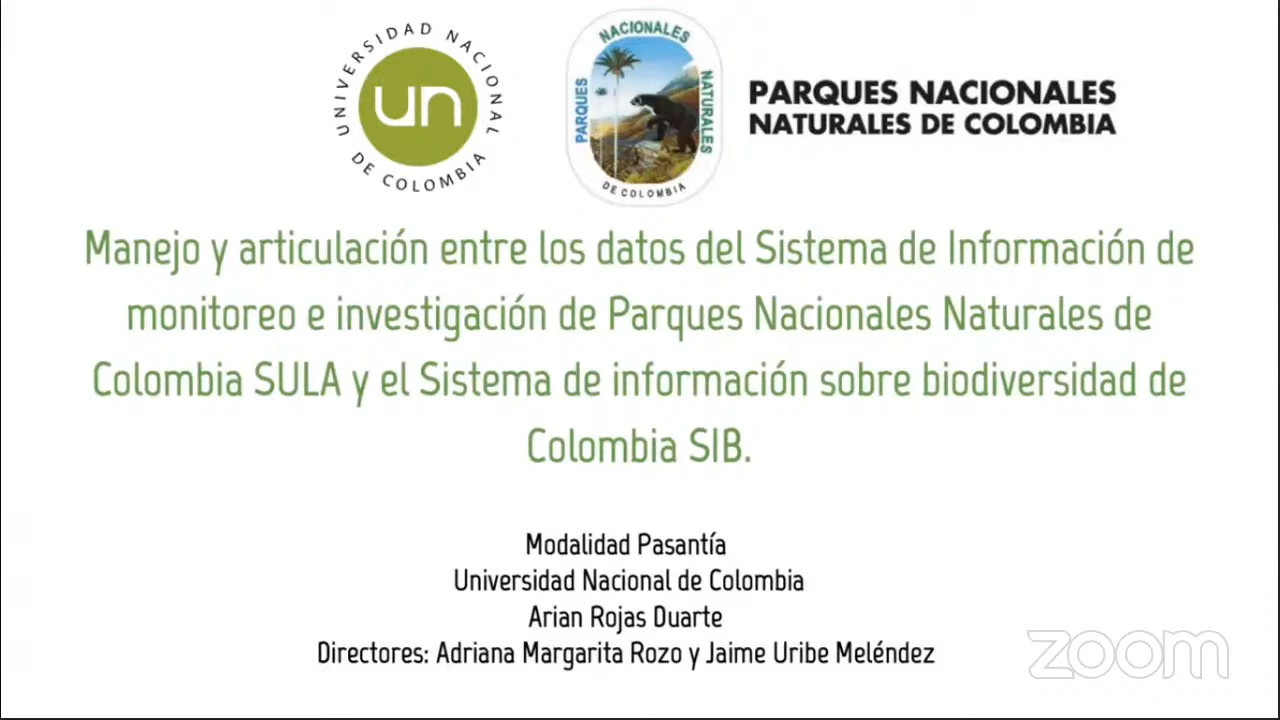 UNIVERSIDAD NACIONAL
DE COLOMBIA
un
PARQUES
NACIONALES
NATURALES
DE COLOMBIA
PARQUES NACIONALES
NATURALES DE COLOMBIA
Manejo y articulación entre los datos del Sistema de Información de
monitoreo e investigación de Parques Nacionales Naturales de
Colombia SULA y el Sistema de información sobre biodiversidad de
Colombia SIB.
Modalidad Pasantía
Universidad Nacional de Colombia
Arian Rojas Duarte
Directores: Adriana Margarita Rozo y Jaime Uribe Meléndez
zoom